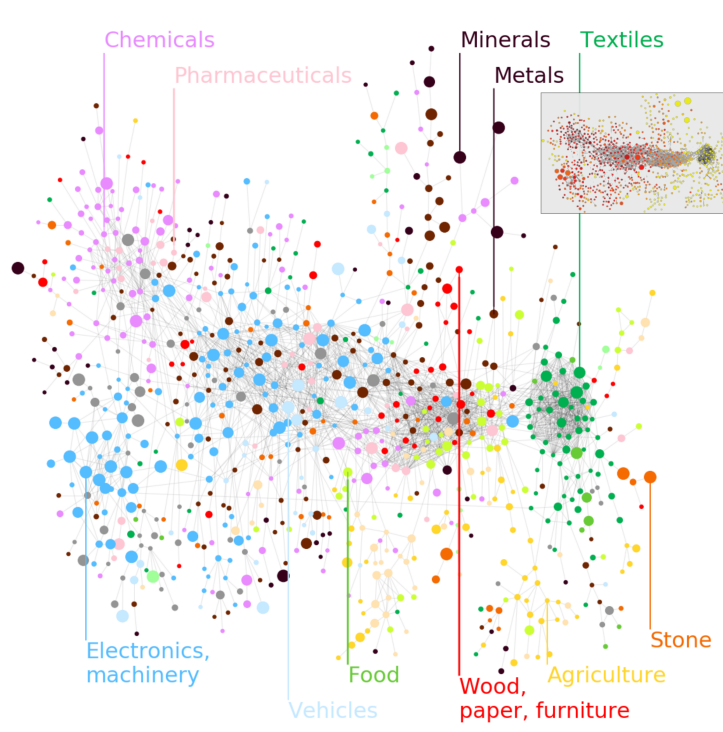 Chemicals
Minerals
Textiles
Pharmaceuticals
Metals
Electronics,
machinery
Vehicles
Food
Wood,
paper, furniture
Agriculture
Stone